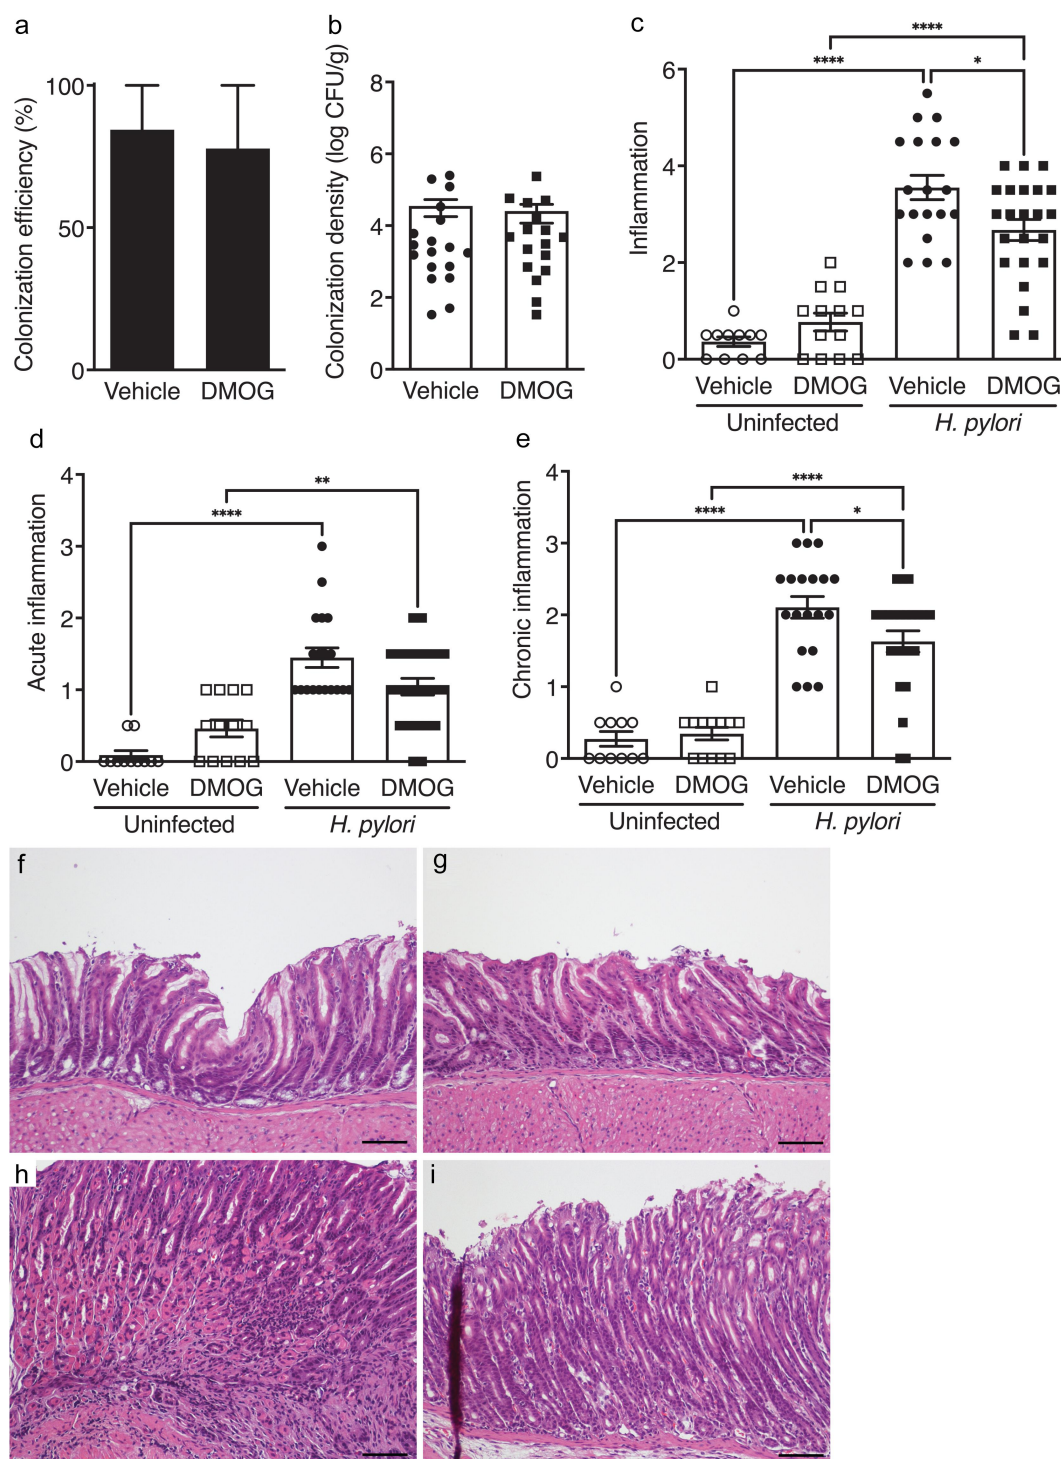 a
Colonization efficiency (%)
100
50
0
Vehicle DMOG
b
Colonization density (log CFU/g)
8
6
4
2
0
Vehicle DMOG
c
Inflammation
6
4
2
0
****
****
*
Vehicle DMOG Vehicle DMOG
Uninfected H. pylori
d
Acute inflammation
4
3
2
1
0
**
****
Vehicle DMOG Vehicle DMOG
Uninfected H. pylori
e
Chronic inflammation
4
3
2
1
0
****
****
*
Vehicle DMOG Vehicle DMOG
Uninfected H. pylori
f
g
h
i